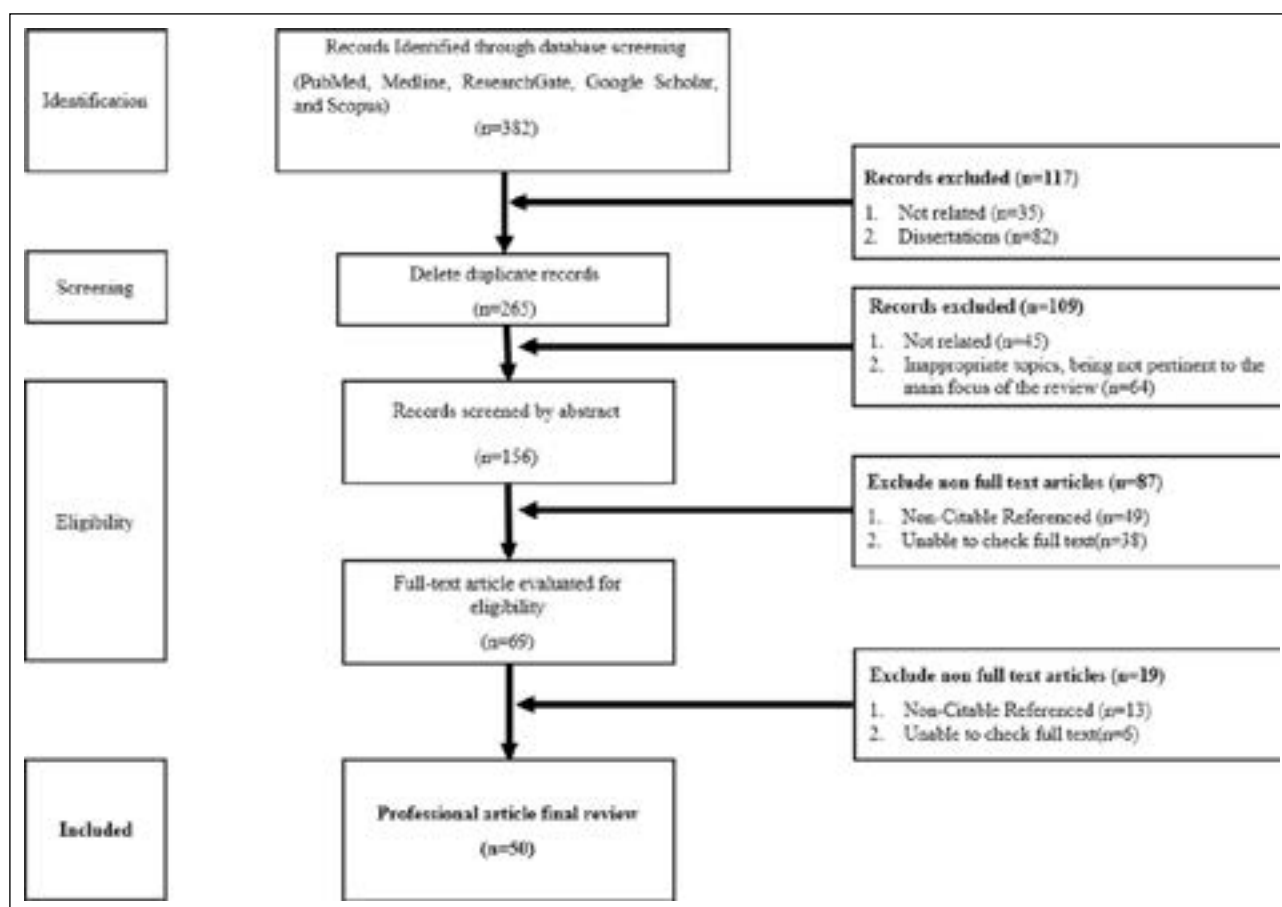 Identification
Records Identified through database screening
(PubMed, Medline, ResearchGate, Google Scholar,
and Scopus)
(n=382)
Records excluded (n=117)
1. Not related (n=35)
2. Dissertations (n=82)
Screening
Delete duplicate records
(n=265)
Records excluded (n=109)
1. Not related (n=45)
2. Inappropriate topics, being not pertinent to the
main focus of the review (n=64)
Eligibility
Records screened by abstract
(n=156)
Exclude non full text articles (n=87)
1. Non-Citable Referenced (n=49)
2. Unable to check full text(n=38)
Full-text article evaluated for
eligibility
(n=69)
Exclude non full text articles (n=19)
1. Non-Citable Referenced (n=13)
2. Unable to check full text(n=6)
Included
Professional article final review
(n=50)